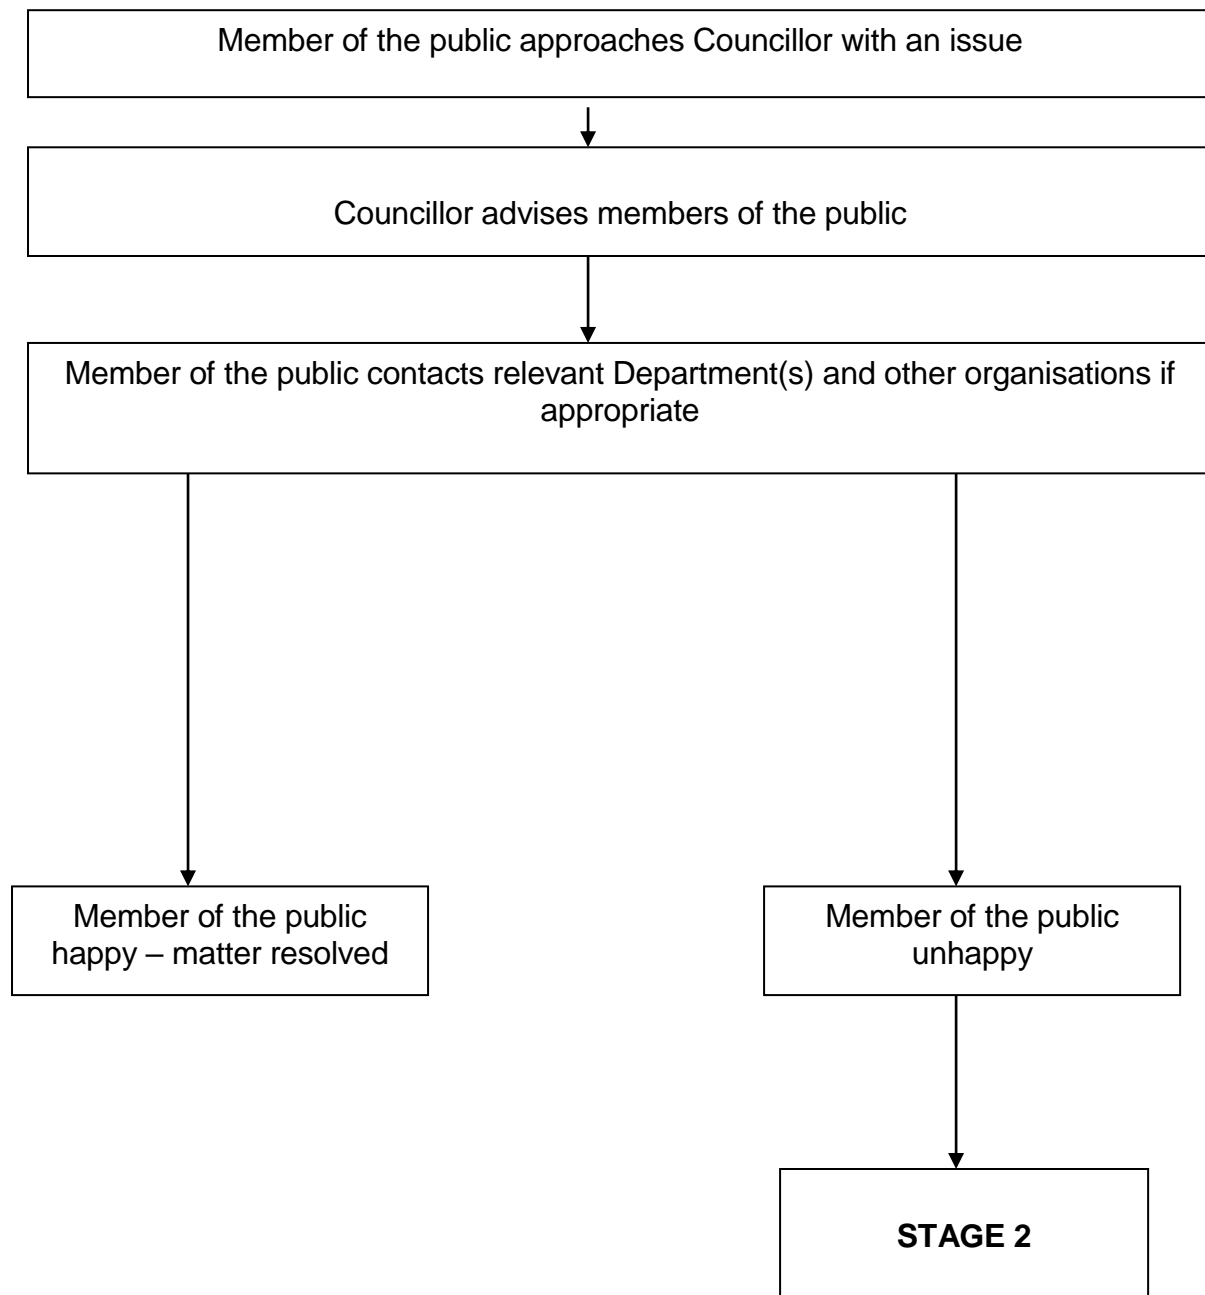 Member of the public approaches Councillor with an issue
Councillor advises members of the public
Member of the public contacts relevant Department(s) and other organisations if
appropriate
Member of the public
happy – matter resolved
Member of the public
unhappy
STAGE 2